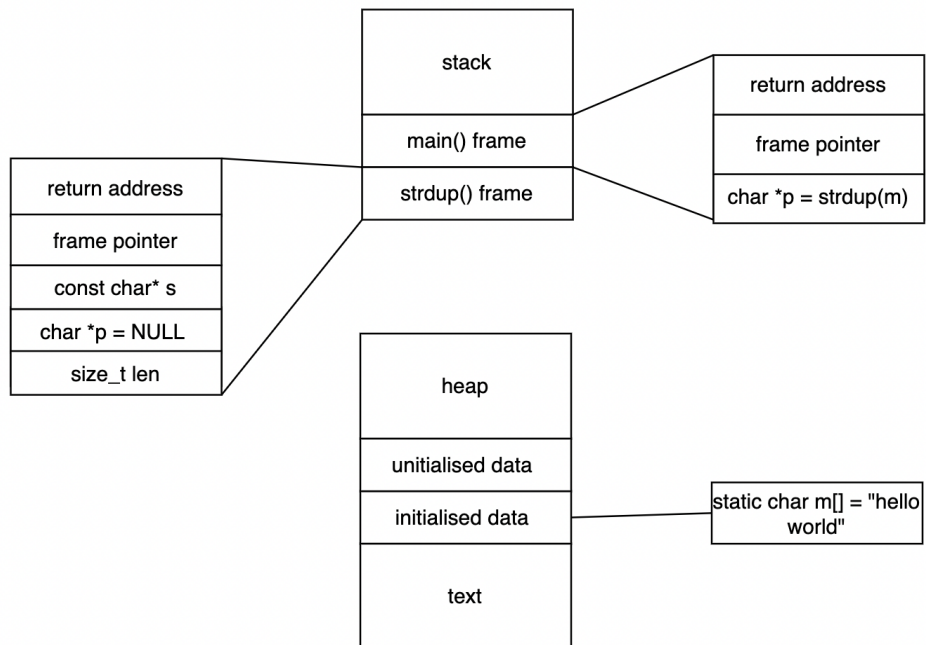 stack
main() frame
strdup() frame
return address
frame pointer
char *p = strdup(m)
return address
frame pointer
const char* s
char *p = NULL
size_t len
heap
unitialised data
initialised data
text
static char m[] = "hello
world"